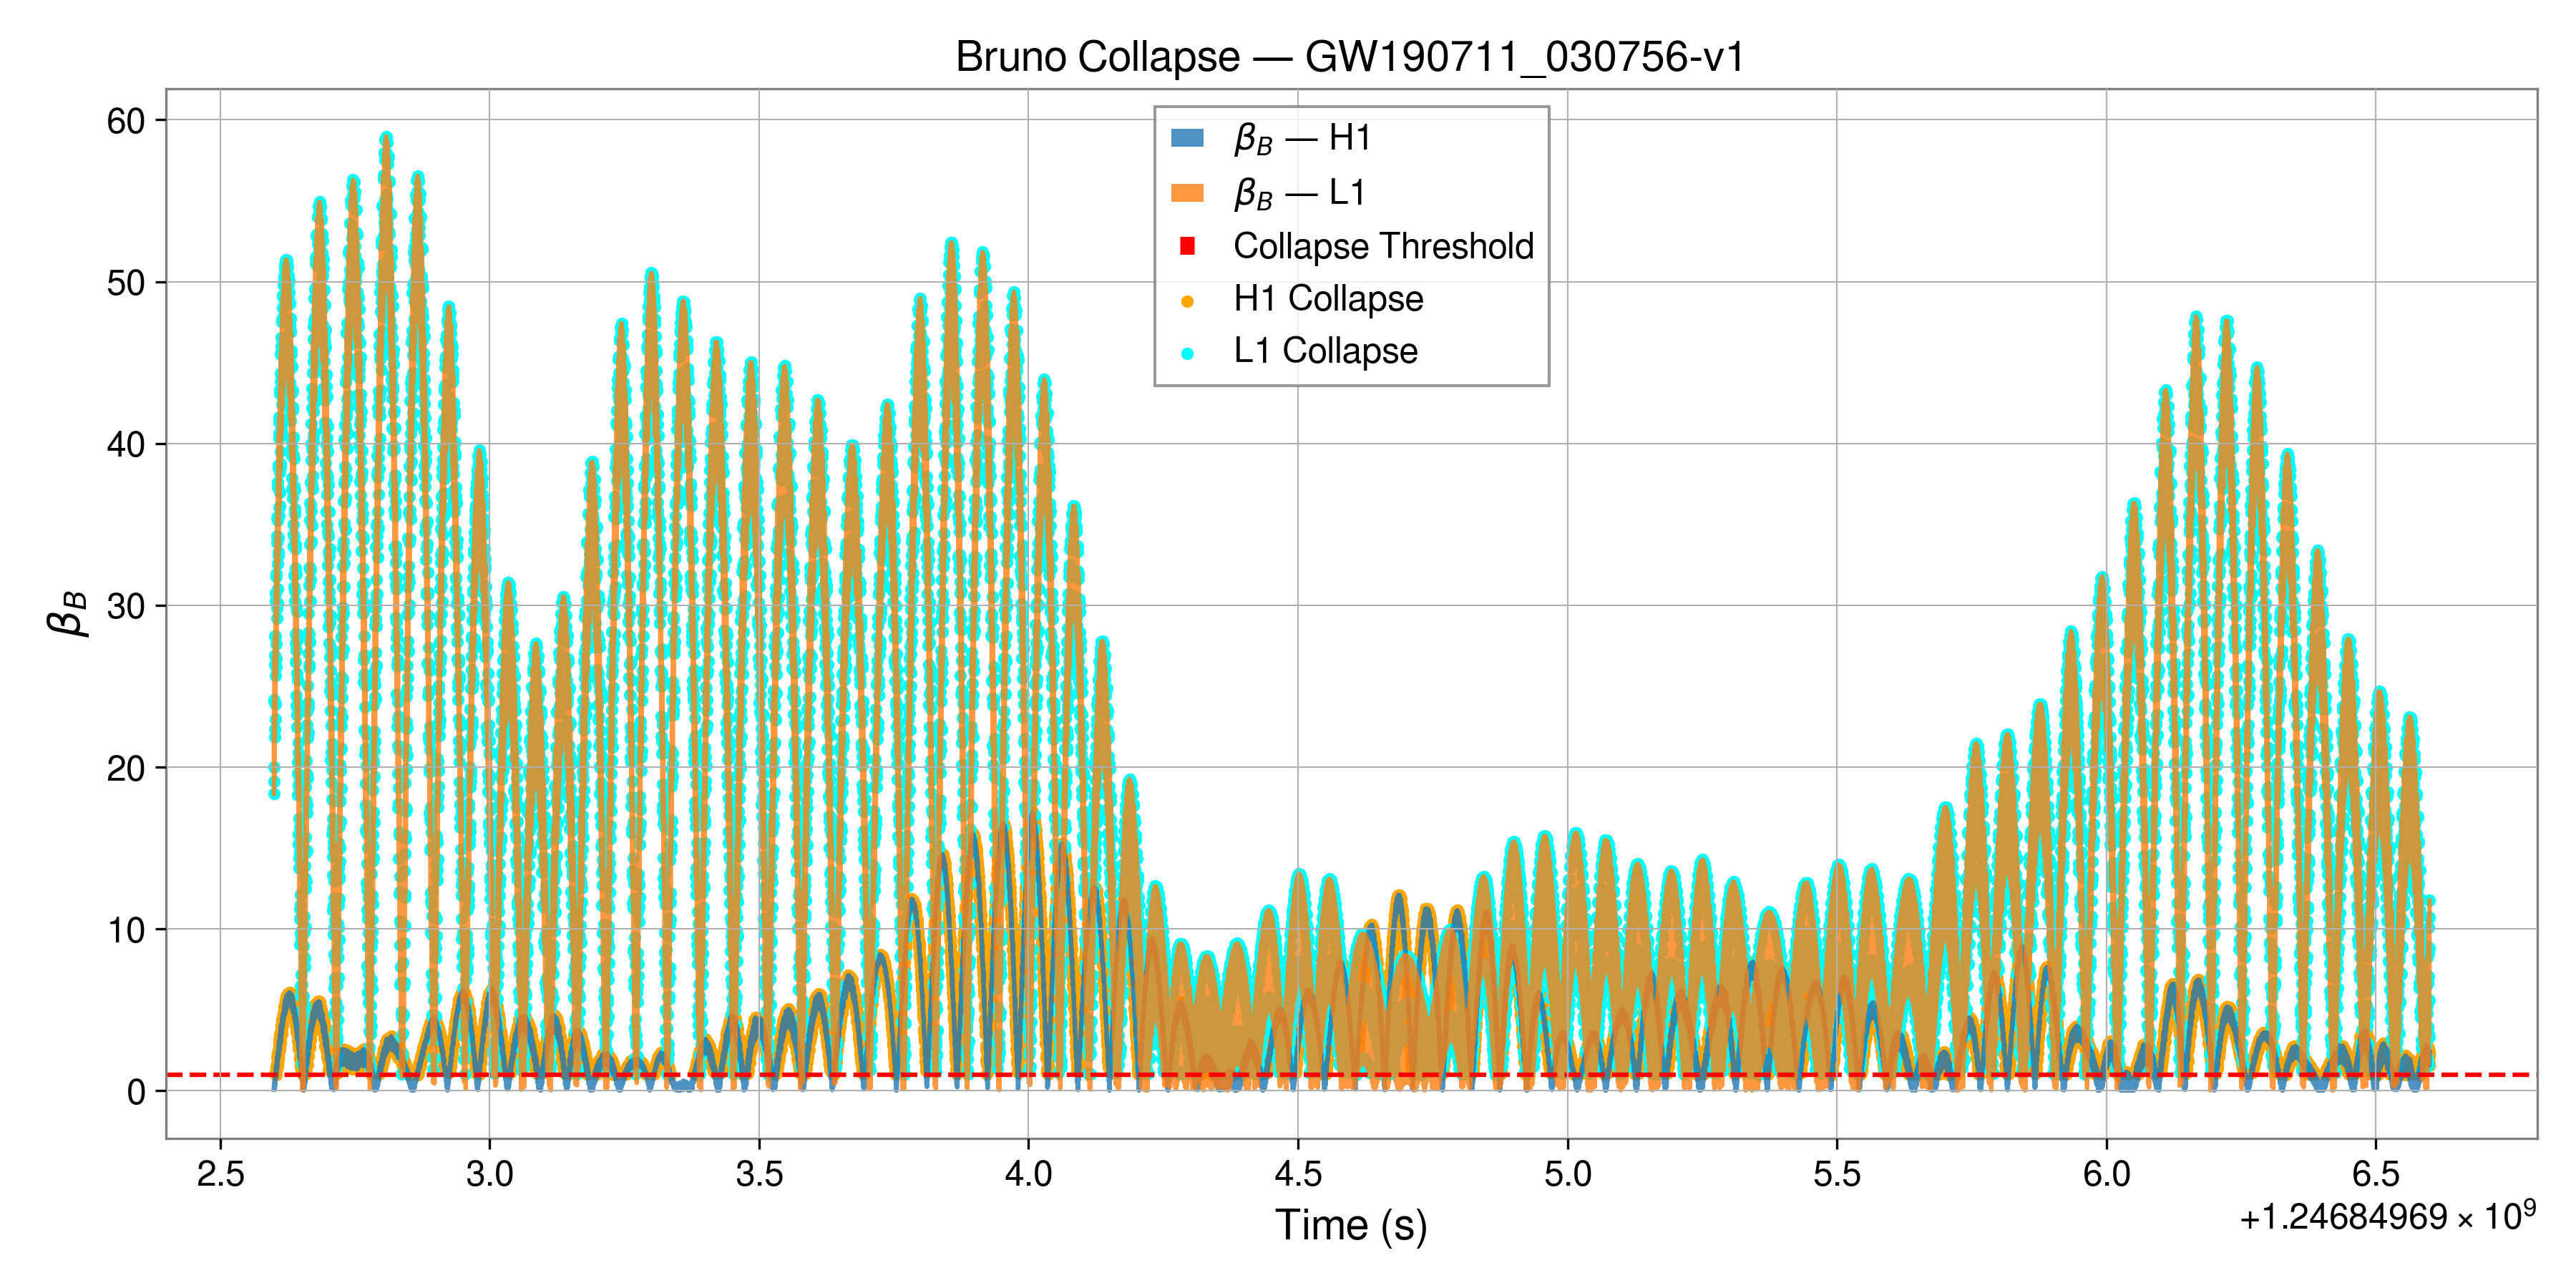 Bruno Collapse — GW190711_030756-v1
60
50
40
30
20
10
0
β_B
β_B — H1
β_B — L1
Collapse Threshold
H1 Collapse
L1 Collapse
2.5 3.0 3.5 4.0 4.5 5.0 5.5 6.0 6.5
Time (s)
+1.24684969 × 10⁹